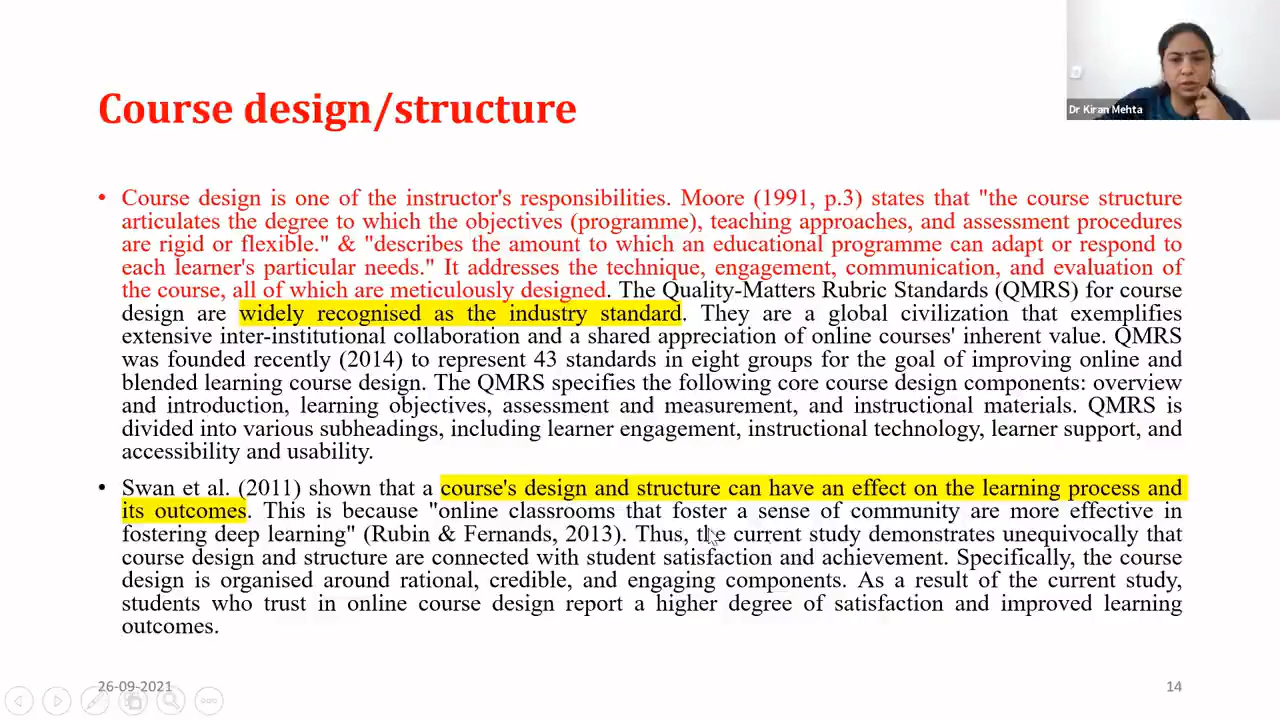 Dr Kiran Mehta
Course design/structure
• Course design is one of the instructor's responsibilities. Moore (1991, p.3) states that "the course structure
articulates the degree to which the objectives (programme), teaching approaches, and assessment procedures
are rigid or flexible." & "describes the amount to which an educational programme can adapt or respond to
each learner's particular needs." It addresses the technique, engagement, communication, and evaluation of
the course, all of which are meticulously designed. The Quality-Matters Rubric Standards (QMRS) for course
design are widely recognised as the industry standard. They are a global civilization that exemplifies
extensive inter-institutional collaboration and a shared appreciation of online courses' inherent value. QMRS
was founded recently (2014) to represent 43 standards in eight groups for the goal of improving online and
blended learning course design. The QMRS specifies the following core course design components: overview
and introduction, learning objectives, assessment and measurement, and instructional materials. QMRS is
divided into various subheadings, including learner engagement, instructional technology, learner support, and
accessibility and usability.
• Swan et al. (2011) shown that a course's design and structure can have an effect on the learning process and
its outcomes. This is because "online classrooms that foster a sense of community are more effective in
fostering deep learning" (Rubin & Fernands, 2013). Thus, the current study demonstrates unequivocally that
course design and structure are connected with student satisfaction and achievement. Specifically, the course
design is organised around rational, credible, and engaging components. As a result of the current study,
students who trust in online course design report a higher degree of satisfaction and improved learning
outcomes.
26-09-2021
14